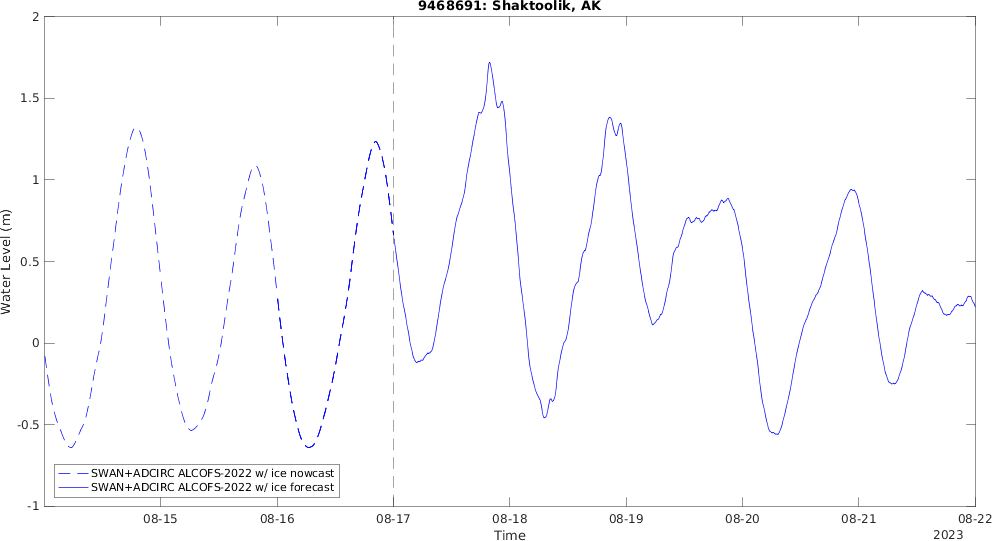 9468691: Shaktoolik, AK
2
1.5
1
0.5
0
-0.5
-1
Water Level (m)
SWAN+ADCIRC ALCOFS-2022 w/ ice nowcast
SWAN+ADCIRC ALCOFS-2022 w/ ice forecast
08-15 08-16 08-17 08-18 08-19 08-20 08-21 08-22
Time
2023